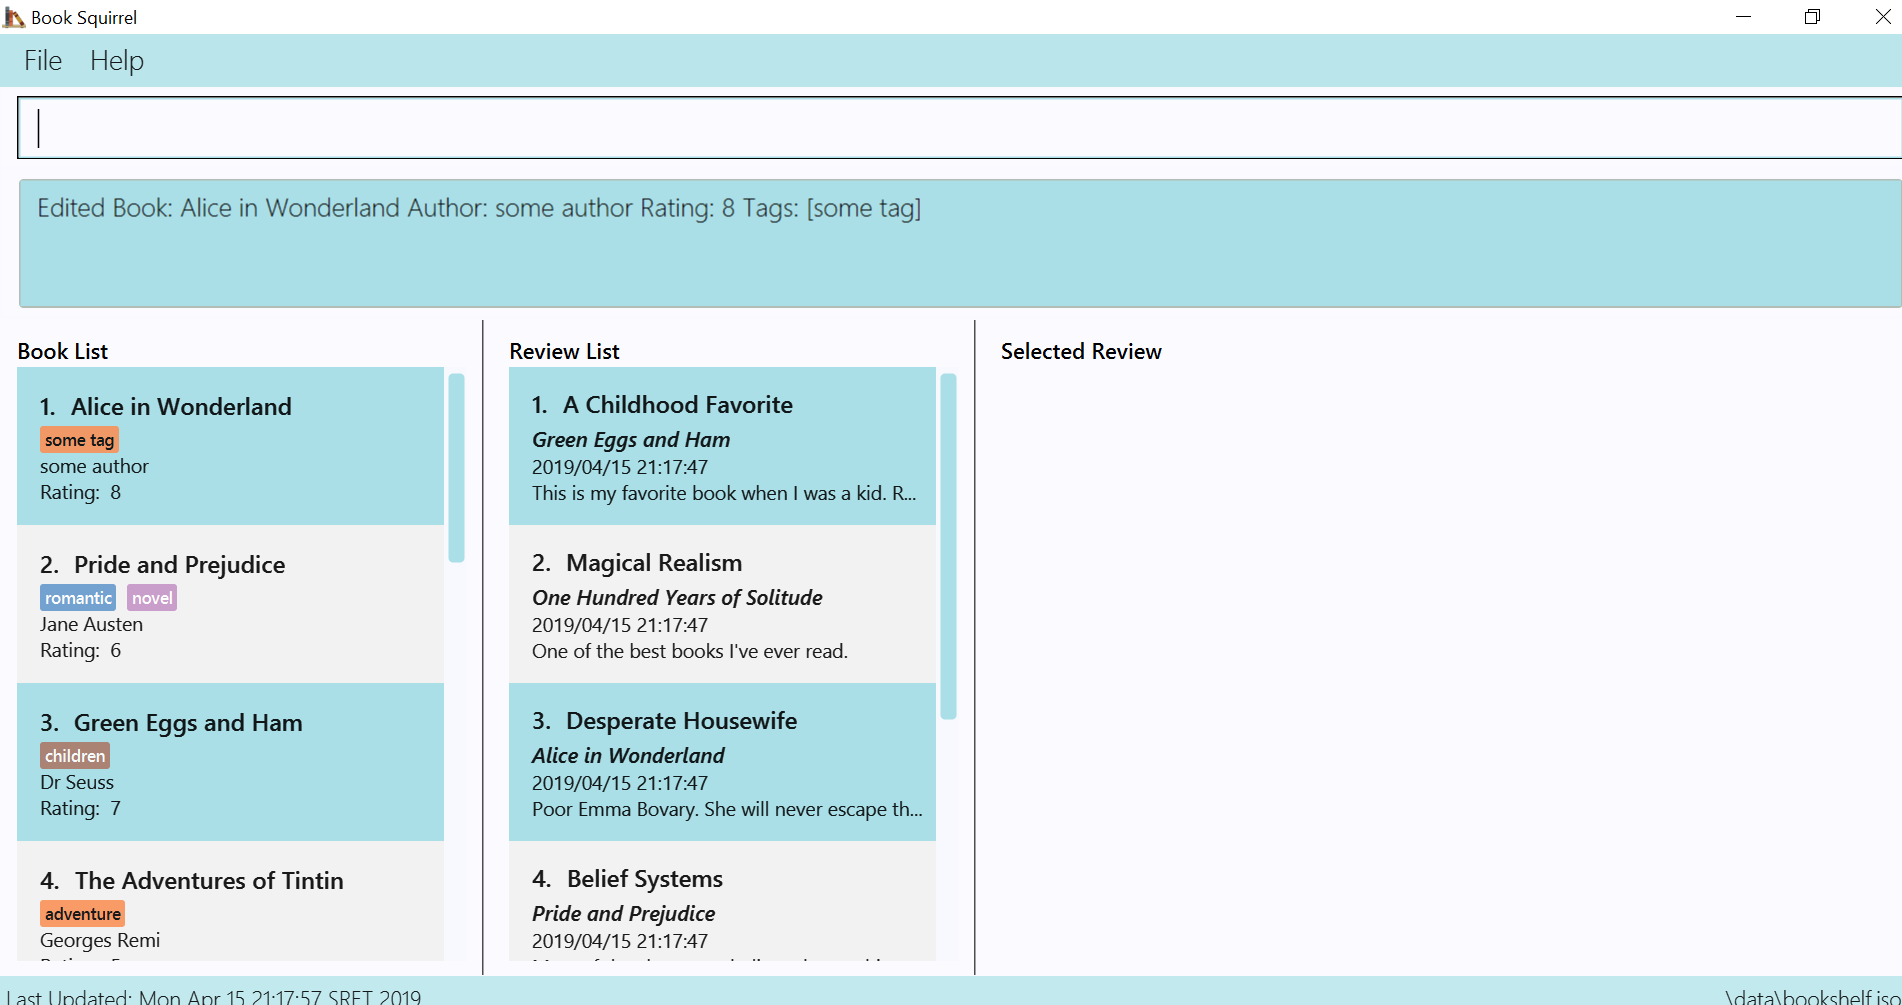 Book Squirrel
File Help
Edited Book: Alice in Wonderland Author: some author Rating: 8 Tags: [some tag]
Book List
1. Alice in Wonderland
some tag
some author
Rating: 8
2. Pride and Prejudice
romantic novel
Jane Austen
Rating: 6
3. Green Eggs and Ham
children
Dr Seuss
Rating: 7
4. The Adventures of Tintin
adventure
Georges Remi
Review List
1. A Childhood Favorite
Green Eggs and Ham
2019/04/15 21:17:47
This is my favorite book when I was a kid. R...
2. Magical Realism
One Hundred Years of Solitude
2019/04/15 21:17:47
One of the best books I've ever read.
3. Desperate Housewife
Alice in Wonderland
2019/04/15 21:17:47
Poor Emma Bovary. She will never escape th...
4. Belief Systems
Pride and Prejudice
2019/04/15 21:17:47
Selected Review
Last Updated: Mon Apr 15 21:17:57 SRET 2019
\data\bookshelf.jso